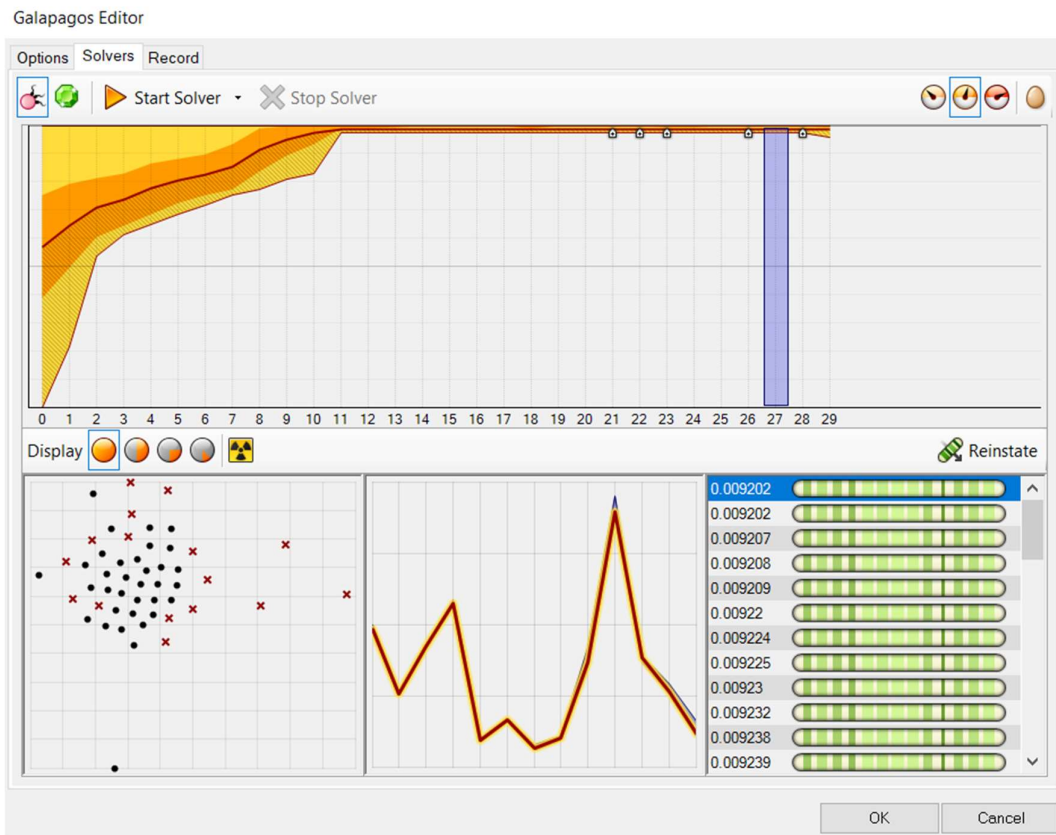 Galapagos Editor
Options Solvers Record
Start Solver Stop Solver
0 1 2 3 4 5 6 7 8 9 10 11 12 13 14 15 16 17 18 19 20 21 22 23 24 25 26 27 28 29
Display Reinstate
0.009202
0.009202
0.009207
0.009208
0.009209
0.00922
0.009224
0.009225
0.00923
0.009232
0.009238
0.009239
OK Cancel